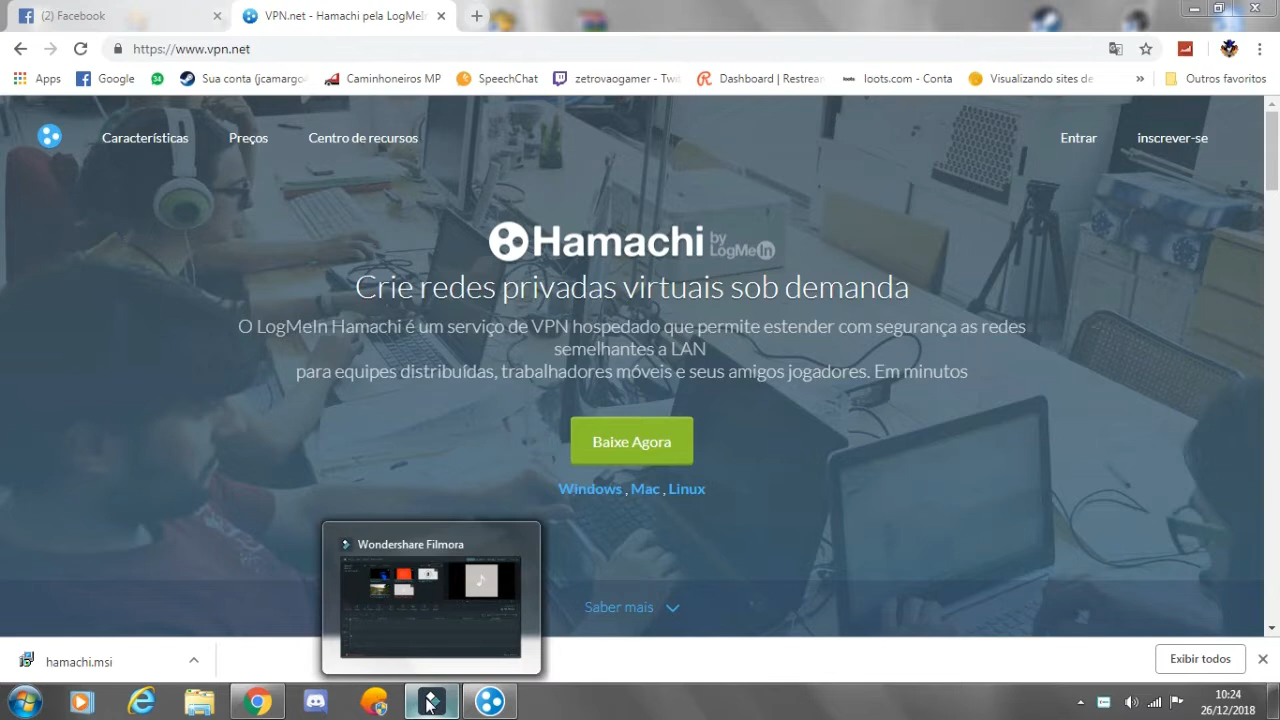 (2) Facebook
VPN.net - Hamachi pela LogMeIn
https://www.vpn.net
Apps
Google
Sua conta (jcamargo
Caminhoneiros MP
SpeechChat
zetrovaogamer - Twi
Dashboard | Restrea
loots.com - Conta
Visualizando sites de
»
Outros favoritos
Características
Preços
Centro de recursos
Entrar
inscrever-se
Hamachi by LogMeIn
Crie redes privadas virtuais sob demanda
O LogMeIn Hamachi é um serviço de VPN hospedado que permite estender com segurança as redes
semelhantes a LAN
para equipes distribuídas, trabalhadores móveis e seus amigos jogadores. Em minutos
Baixe Agora
Windows , Mac , Linux
Wondershare Filmora
Saber mais
hamachi.msi
Exibir todos
10:24
26/12/2018